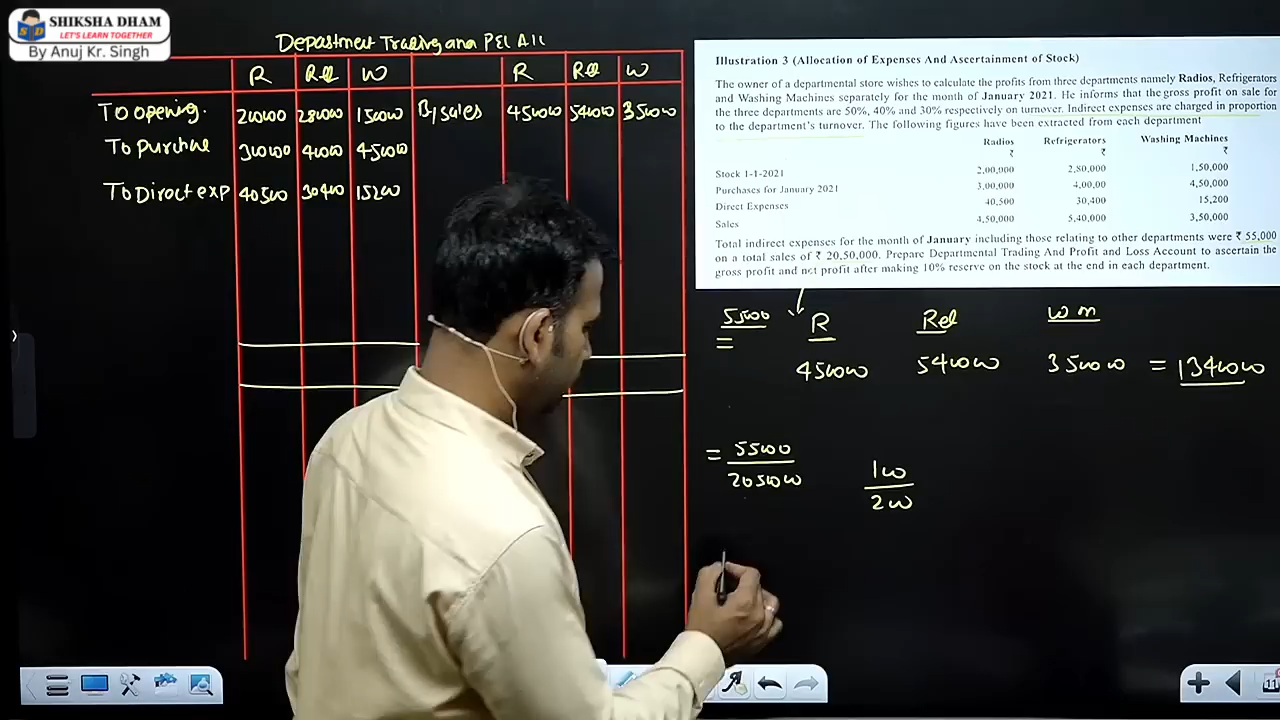 SHIKSHA DHAM
LET'S LEARN TOGETHER
By Anuj Kr. Singh
Department Trading and P&L A/c
R Ref W R Ref W
To opening. 200000 280000 150000 By sales 450000 540000 350000
To purchase 300000 400000 450000
To Direct exp 40500 30400 15200
Illustration 3 (Allocation of Expenses And Ascertainment of Stock)
The owner of a departmental store wishes to calculate the profits from three departments namely Radios, Refrigerators
and Washing Machines separately for the month of January 2021. He informs that the gross profit on sale for
the three departments are 50%, 40% and 30% respectively on turnover. Indirect expenses are charged in proportion
to the department's turnover. The following figures have been extracted from each department
Radios Refrigerators Washing Machines
₹ ₹ ₹
Stock 1-1-2021 2,00,000 2,80,000 1,50,000
Purchases for January 2021 3,00,000 4,00,00 4,50,000
Direct Expenses 40,500 30,400 15,200
Sales 4,50,000 5,40,000 3,50,000
Total indirect expenses for the month of January including those relating to other departments were ₹ 55,000
on a total sales of ₹ 20,50,000. Prepare Departmental Trading And Profit and Loss Account to ascertain the
gross profit and net profit after making 10% reserve on the stock at the end in each department.
55000 R Ref W m
=
450000 540000 350000 = 1340000
= 55000
2050000
100
200